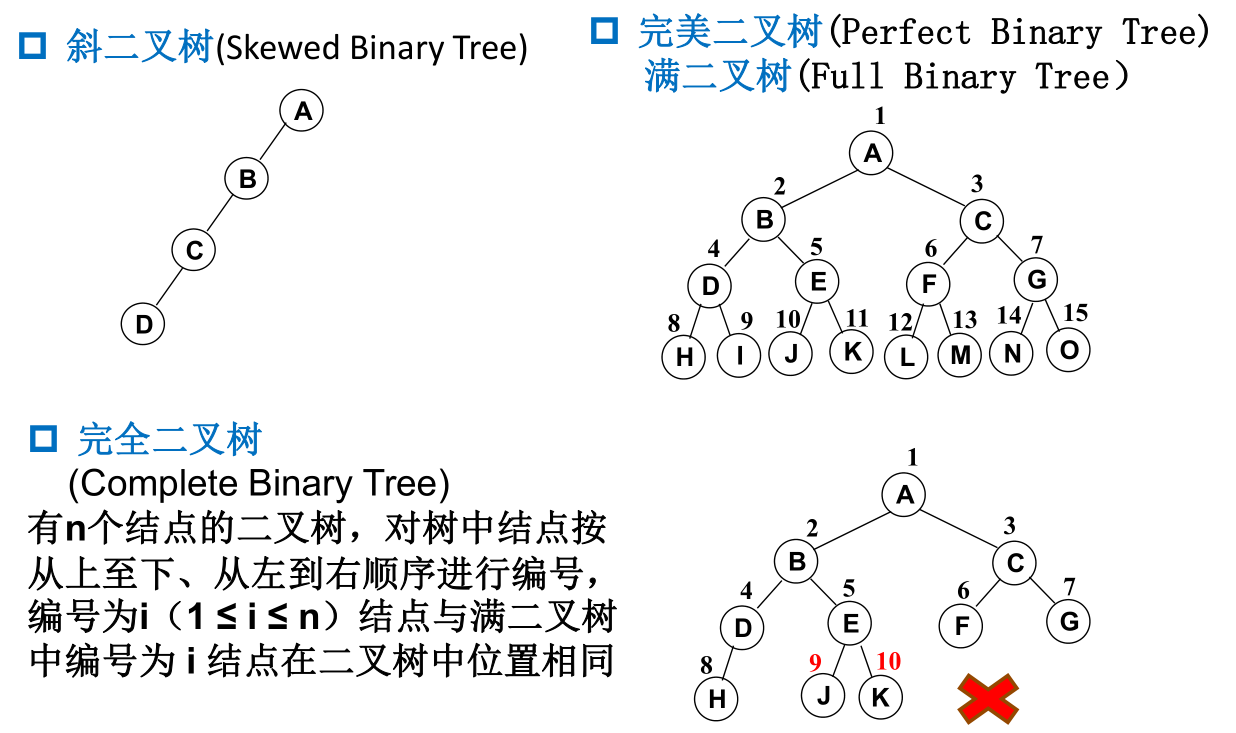 斜二叉树(Skewed Binary Tree)
A
B
C
D
完美二叉树(Perfect Binary Tree)
满二叉树(Full Binary Tree)
1
A
2 3
B C
4 5 6 7
D E F G
8 9 10 11 12 13 14 15
H I J K L M N O
完全二叉树
(Complete Binary Tree)
有n个结点的二叉树，对树中结点按
从上至下、从左到右顺序进行编号，
编号为i（1 ≤ i ≤ n）结点与满二叉树
中编号为 i 结点在二叉树中位置相同
1
A
2 3
B C
4 5 6 7
D E F G
8 9 10
H J K